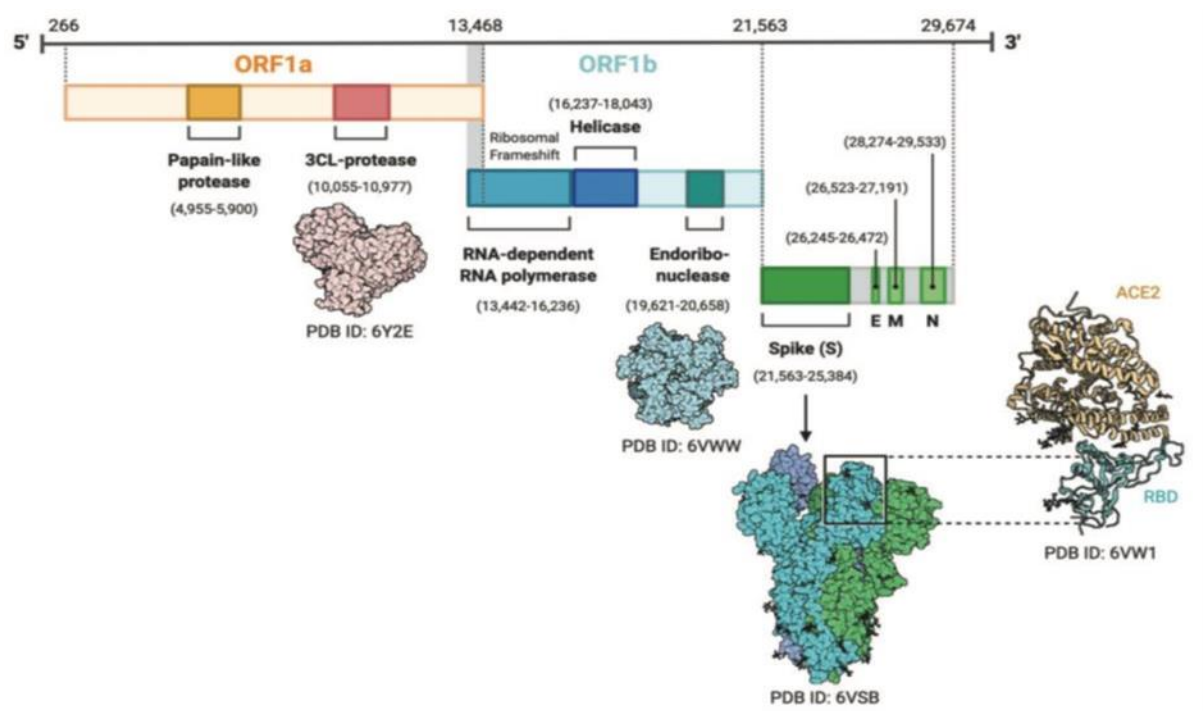 266 13,468 21,563 29,674
5' 3'
ORF1a ORF1b
(16,237-18,043)
Helicase
Ribosomal
Frameshift
(28,274-29,533)
Papain-like
protease
(4,955-5,900)
3CL-protease
(10,055-10,977)
PDB ID: 6Y2E
(26,523-27,191)
(26,245-26,472)
RNA-dependent
RNA polymerase
(13,442-16,236)
Endoribo-
nuclease
(19,621-20,658)
PDB ID: 6VWW
E M N
Spike (S)
(21,563-25,384)
PDB ID: 6VSB
ACE2
RBD
PDB ID: 6VW1